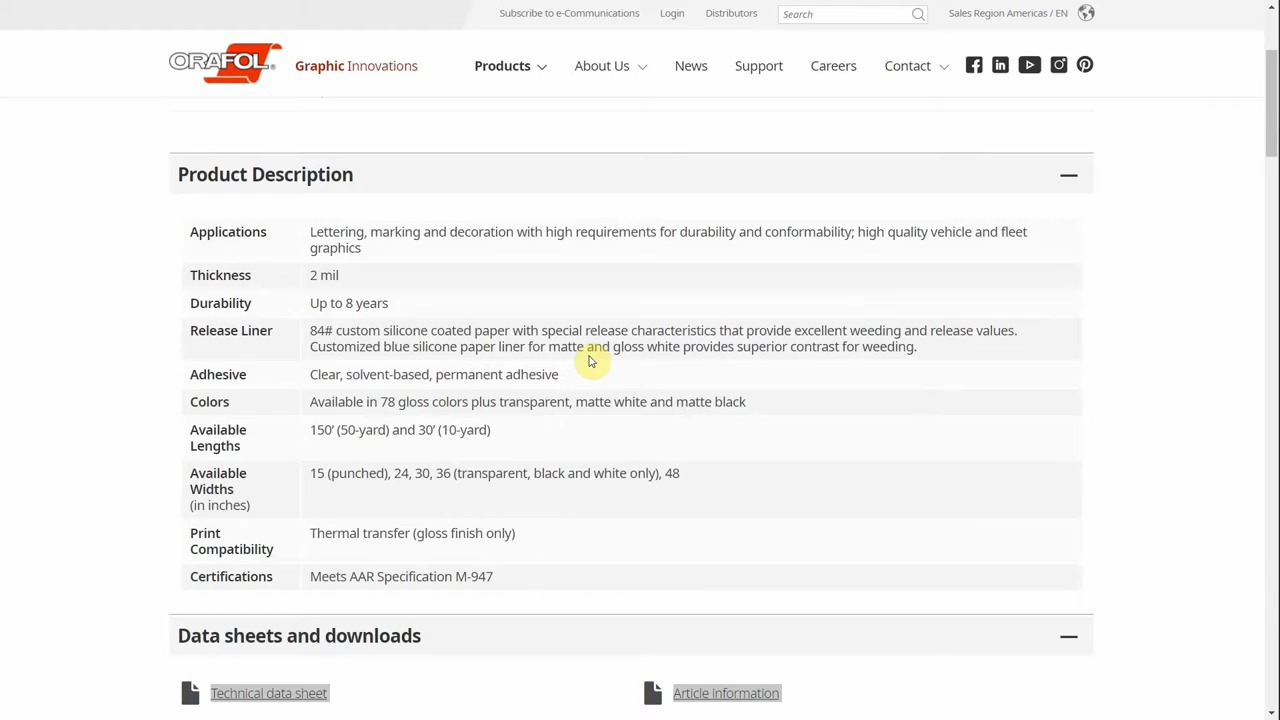 Subscribe to e-Communications Login Distributors Search Sales Region Americas / EN
ORAFOL® Graphic Innovations Products About Us News Support Careers Contact
Product Description
Applications Lettering, marking and decoration with high requirements for durability and conformability; high quality vehicle and fleet
graphics
Thickness 2 mil
Durability Up to 8 years
Release Liner 84# custom silicone coated paper with special release characteristics that provide excellent weeding and release values.
Customized blue silicone paper liner for matte and gloss white provides superior contrast for weeding.
Adhesive Clear, solvent-based, permanent adhesive
Colors Available in 78 gloss colors plus transparent, matte white and matte black
Available
Lengths
150’ (50-yard) and 30’ (10-yard)
Available
Widths
(in inches)
15 (punched), 24, 30, 36 (transparent, black and white only), 48
Print
Compatibility
Thermal transfer (gloss finish only)
Certifications Meets AAR Specification M-947
Data sheets and downloads
Technical data sheet Article information